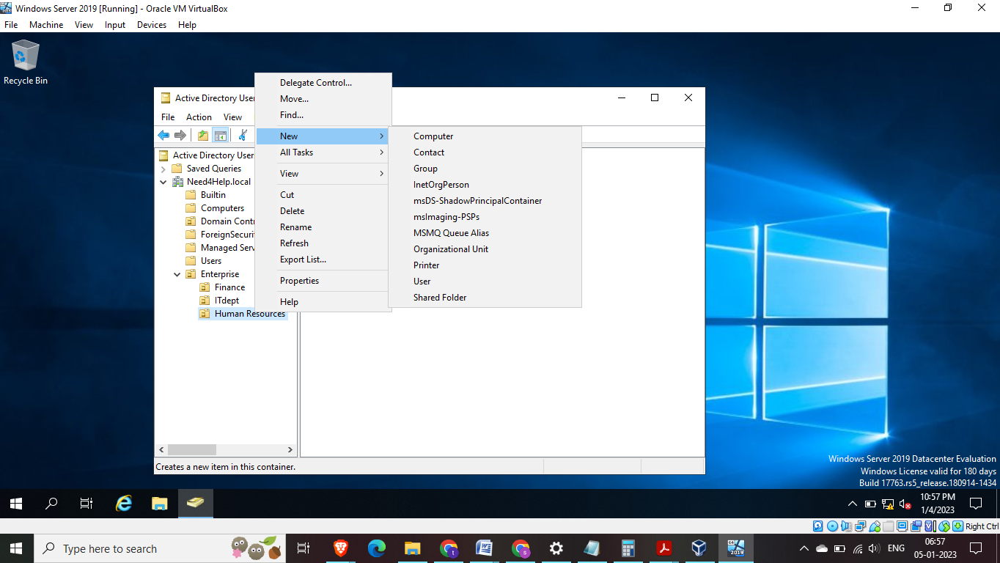 Windows Server 2019 [Running] - Oracle VM VirtualBox
File Machine View Input Devices Help
Recycle Bin
Active Directory User
File Action View
Active Directory User
Saved Queries
Need4Help.local
Builtin
Computers
Domain Contr
ForeignSecurit
Managed Serv
Users
Enterprise
Finance
ITdept
Human Resources
Delegate Control...
Move...
Find...
New
All Tasks
View
Cut
Delete
Rename
Refresh
Export List...
Properties
Help
Computer
Contact
Group
InetOrgPerson
msDS-ShadowPrincipalContainer
msImaging-PSPs
MSMQ Queue Alias
Organizational Unit
Printer
User
Shared Folder
Creates a new item in this container.
Windows Server 2019 Datacenter Evaluation
Windows License valid for 180 days
Build 17763.rs5_release.180914-1434
10:57 PM
1/4/2023
Right Ctrl
Type here to search
2019
ENG
06:57
05-01-2023